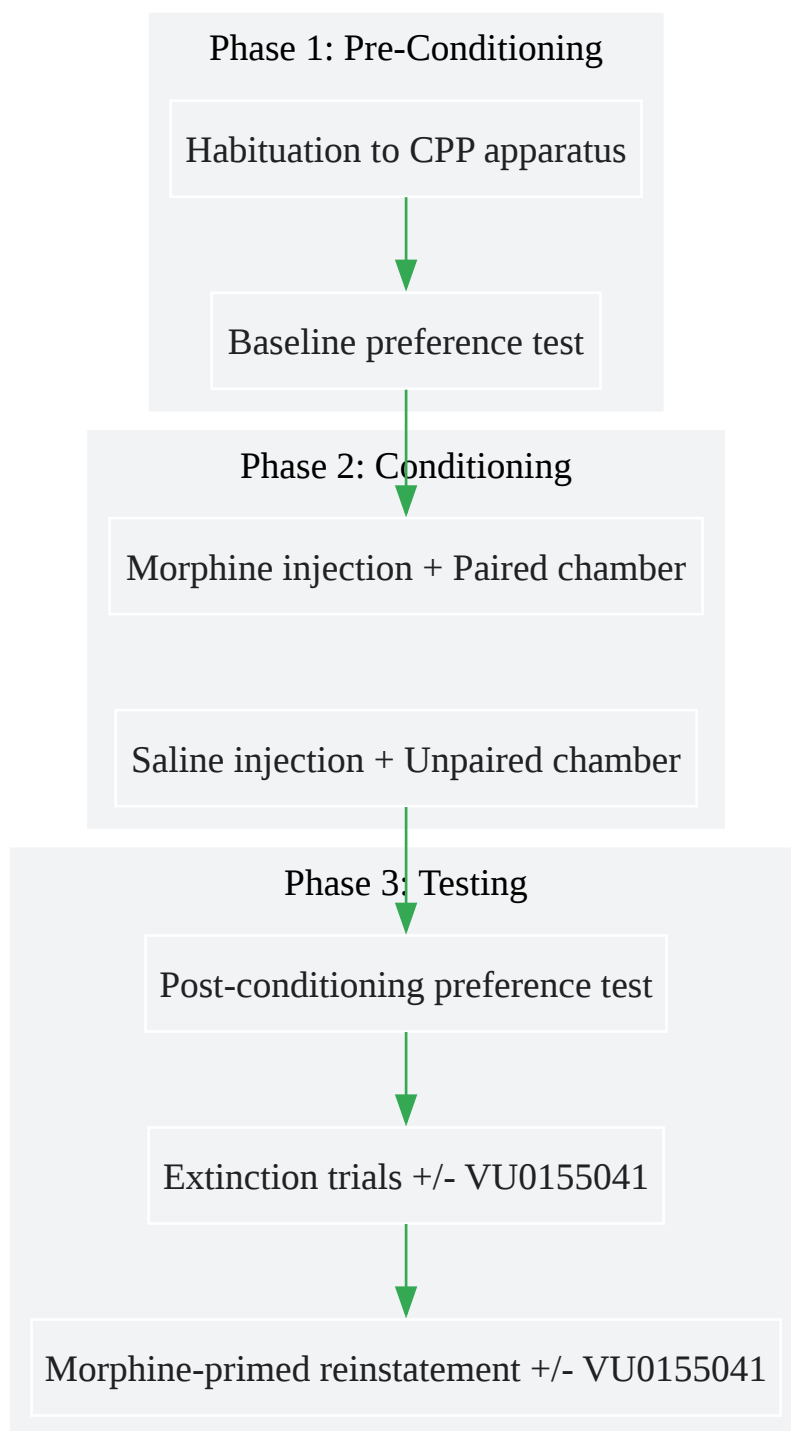 Phase 1: Pre-Conditioning
Habituation to CPP apparatus
Baseline preference test
Phase 2: Conditioning
Morphine injection + Paired chamber
Saline injection + Unpaired chamber
Phase 3: Testing
Post-conditioning preference test
Extinction trials +/- VU0155041
Morphine-primed reinstatement +/- VU0155041